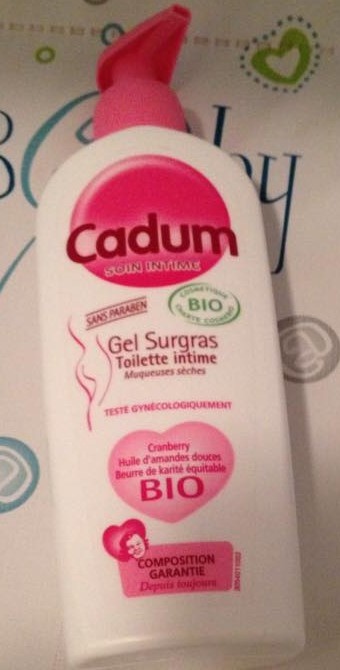 Cadum
SOIN INTIME
SANS PARABEN
COSMETIQUE
BIO
CHARTE COSMEBIO
Gel Surgras
Toilette intime
Muqueuses sèches
TESTÉ GYNÉCOLOGIQUEMENT
Cranberry
Huile d'amandes douces
Beurre de karité équitable
BIO
COMPOSITION
GARANTIE
Depuis toujours